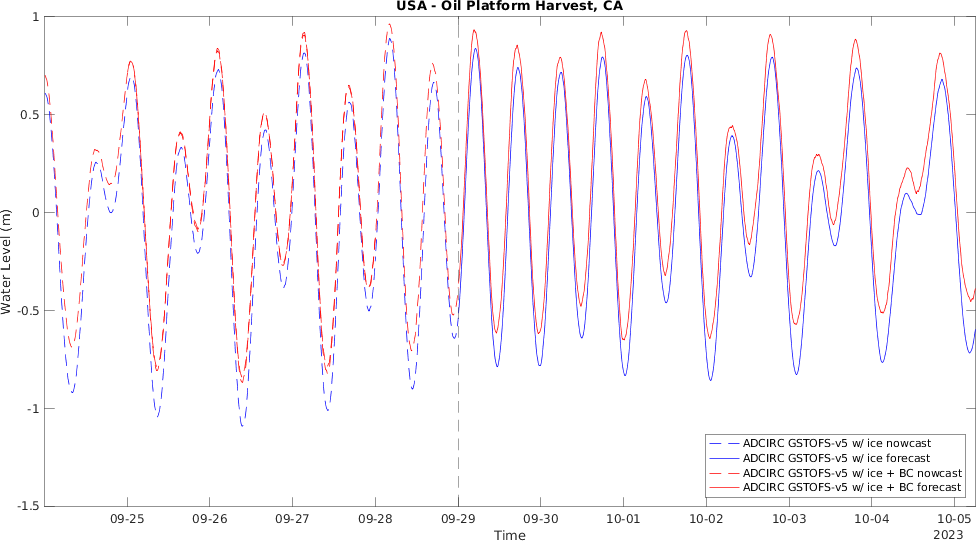 USA - Oil Platform Harvest, CA
Water Level (m)
1
0.5
0
-0.5
-1
-1.5
ADCIRC GSTOFS-v5 w/ ice nowcast
ADCIRC GSTOFS-v5 w/ ice forecast
ADCIRC GSTOFS-v5 w/ ice + BC nowcast
ADCIRC GSTOFS-v5 w/ ice + BC forecast
09-25 09-26 09-27 09-28 09-29 09-30 10-01 10-02 10-03 10-04 10-05
Time
2023